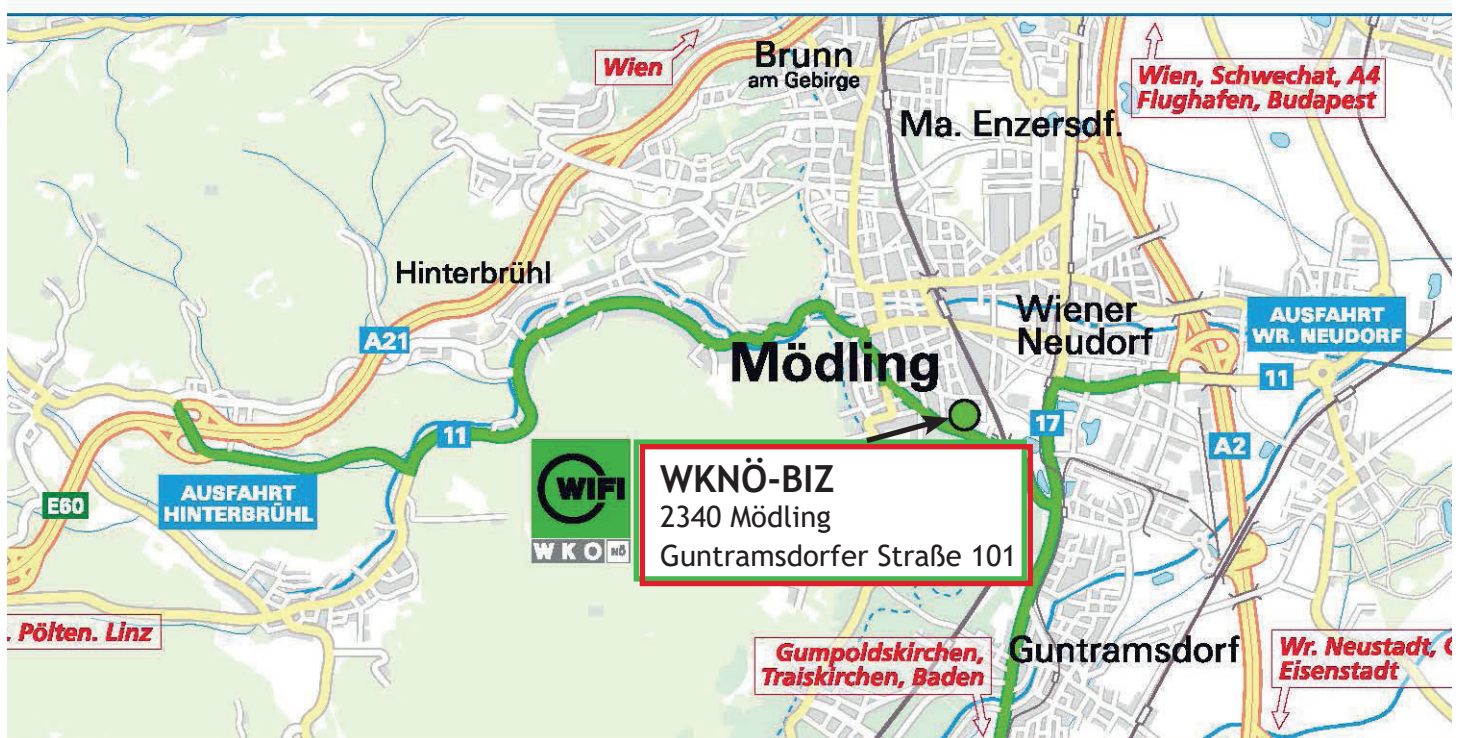 Wien
Brunn
am Gebirge
Wien, Schwechat, A4
Flughafen, Budapest
Ma. Enzersdf.
Hinterbrühl
A21
Wiener
Neudorf
AUSFAHRT
WR. NEUDORF
Mödling
11
11
17
A2
E60
AUSFAHRT
HINTERBRÜHL
WIFI
WKO NÖ
WKNÖ-BIZ
2340 Mödling
Guntramsdorfer Straße 101
. Pölten. Linz
Gumpoldskirchen,
Traiskirchen, Baden
Guntramsdorf
Wr. Neustadt,
Eisenstadt